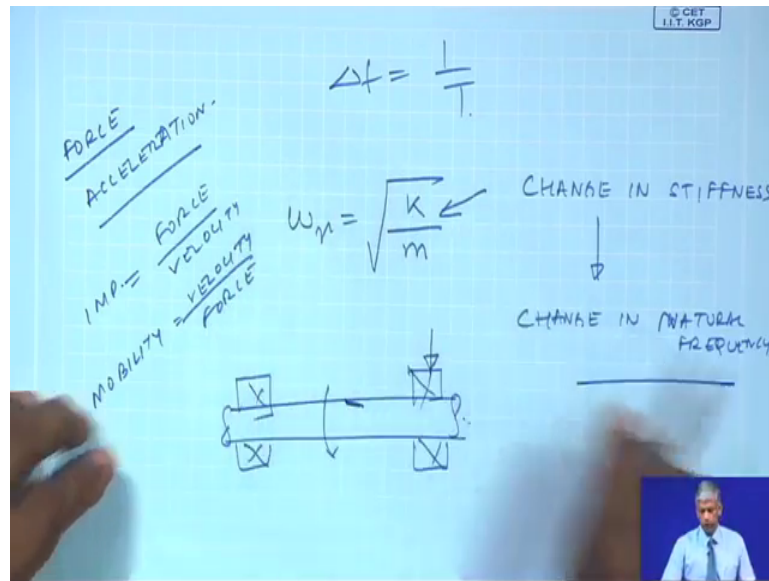 © CET
I.I.T. KGP
Δf = 1/T.
FORCE
ACCELERATION.
IMP. = FORCE/VELOCITY
MOBILITY = VELOCITY/FORCE
ωn = √K/m
CHANGE IN STIFFNESS
CHANGE IN NATURAL
FREQUENCY